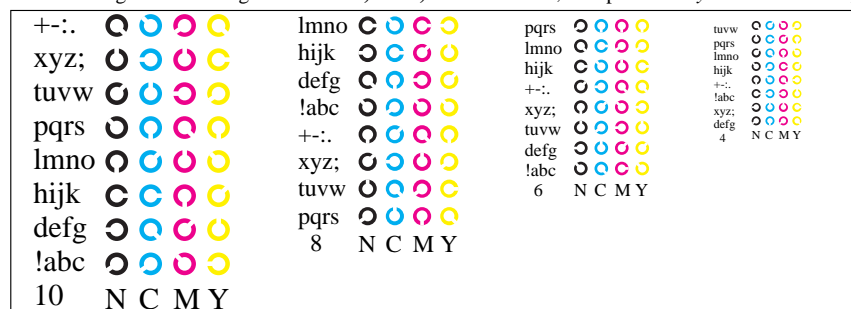 +-:.
xyz;
tuvw
pqrs
lmno
hijk
defg
!abc
10 N C M Y
lmno
hijk
defg
!abc
+-:.
xyz;
tuvw
pqrs
8 N C M Y
pqrs
lmno
hijk
+-:.
xyz;
tuvw
defg
!abc
6 N C M Y
tuvw
pqrs
lmno
hijk
+-:.
!abc
xyz;
defg
4 N C M Y